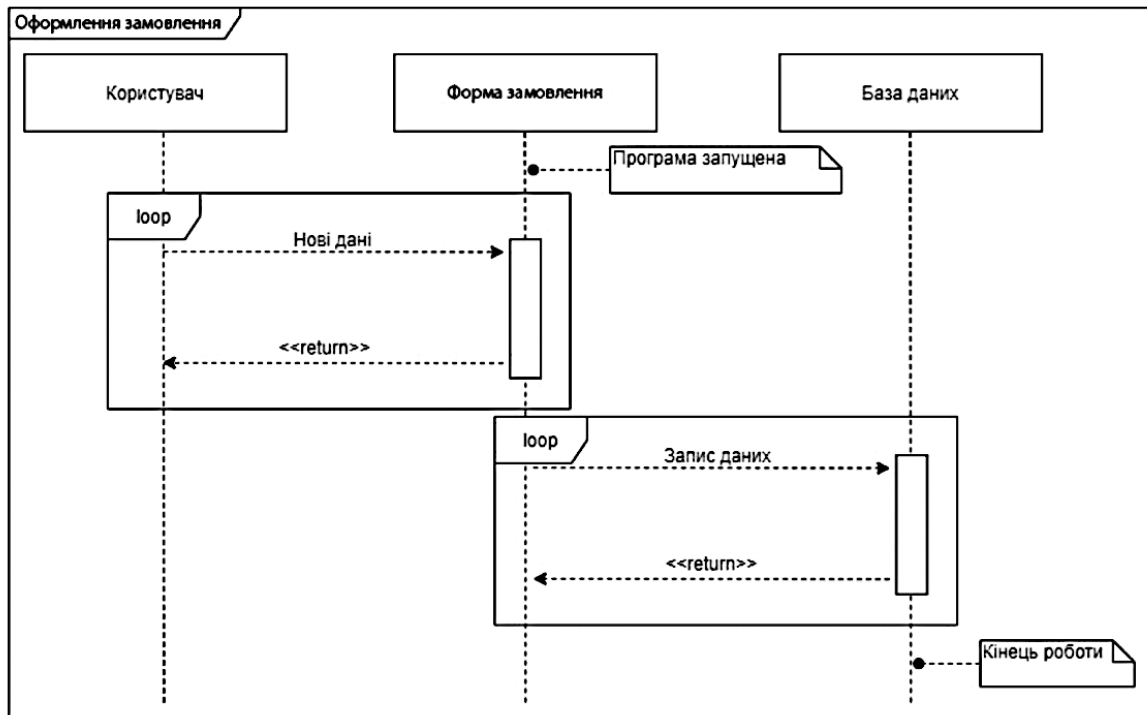 Оформлення замовлення
Користувач
Форма замовлення
База даних
Програма запущена
loop
Нові дані
<<return>>
loop
Запис даних
<<return>>
Кінець роботи